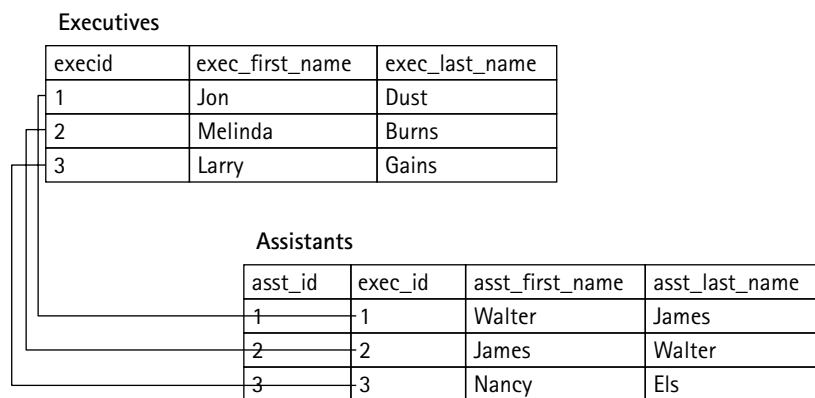 Executives
execid exec_first_name exec_last_name
1 Jon Dust
2 Melinda Burns
3 Larry Gains
Assistants
asst_id exec_id asst_first_name asst_last_name
1 1 Walter James
2 2 James Walter
3 3 Nancy Els